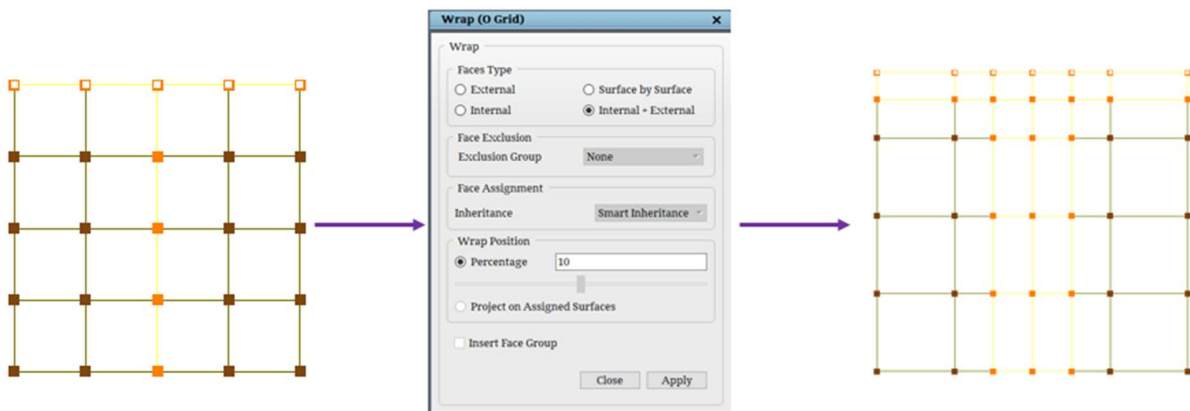 Wrap (O Grid)
Wrap
Faces Type
External
Surface by Surface
Internal
Internal + External
Face Exclusion
Exclusion Group
None
Face Assignment
Inheritance
Smart Inheritance
Wrap Position
Percentage
10
Project on Assigned Surfaces
Insert Face Group
Close
Apply